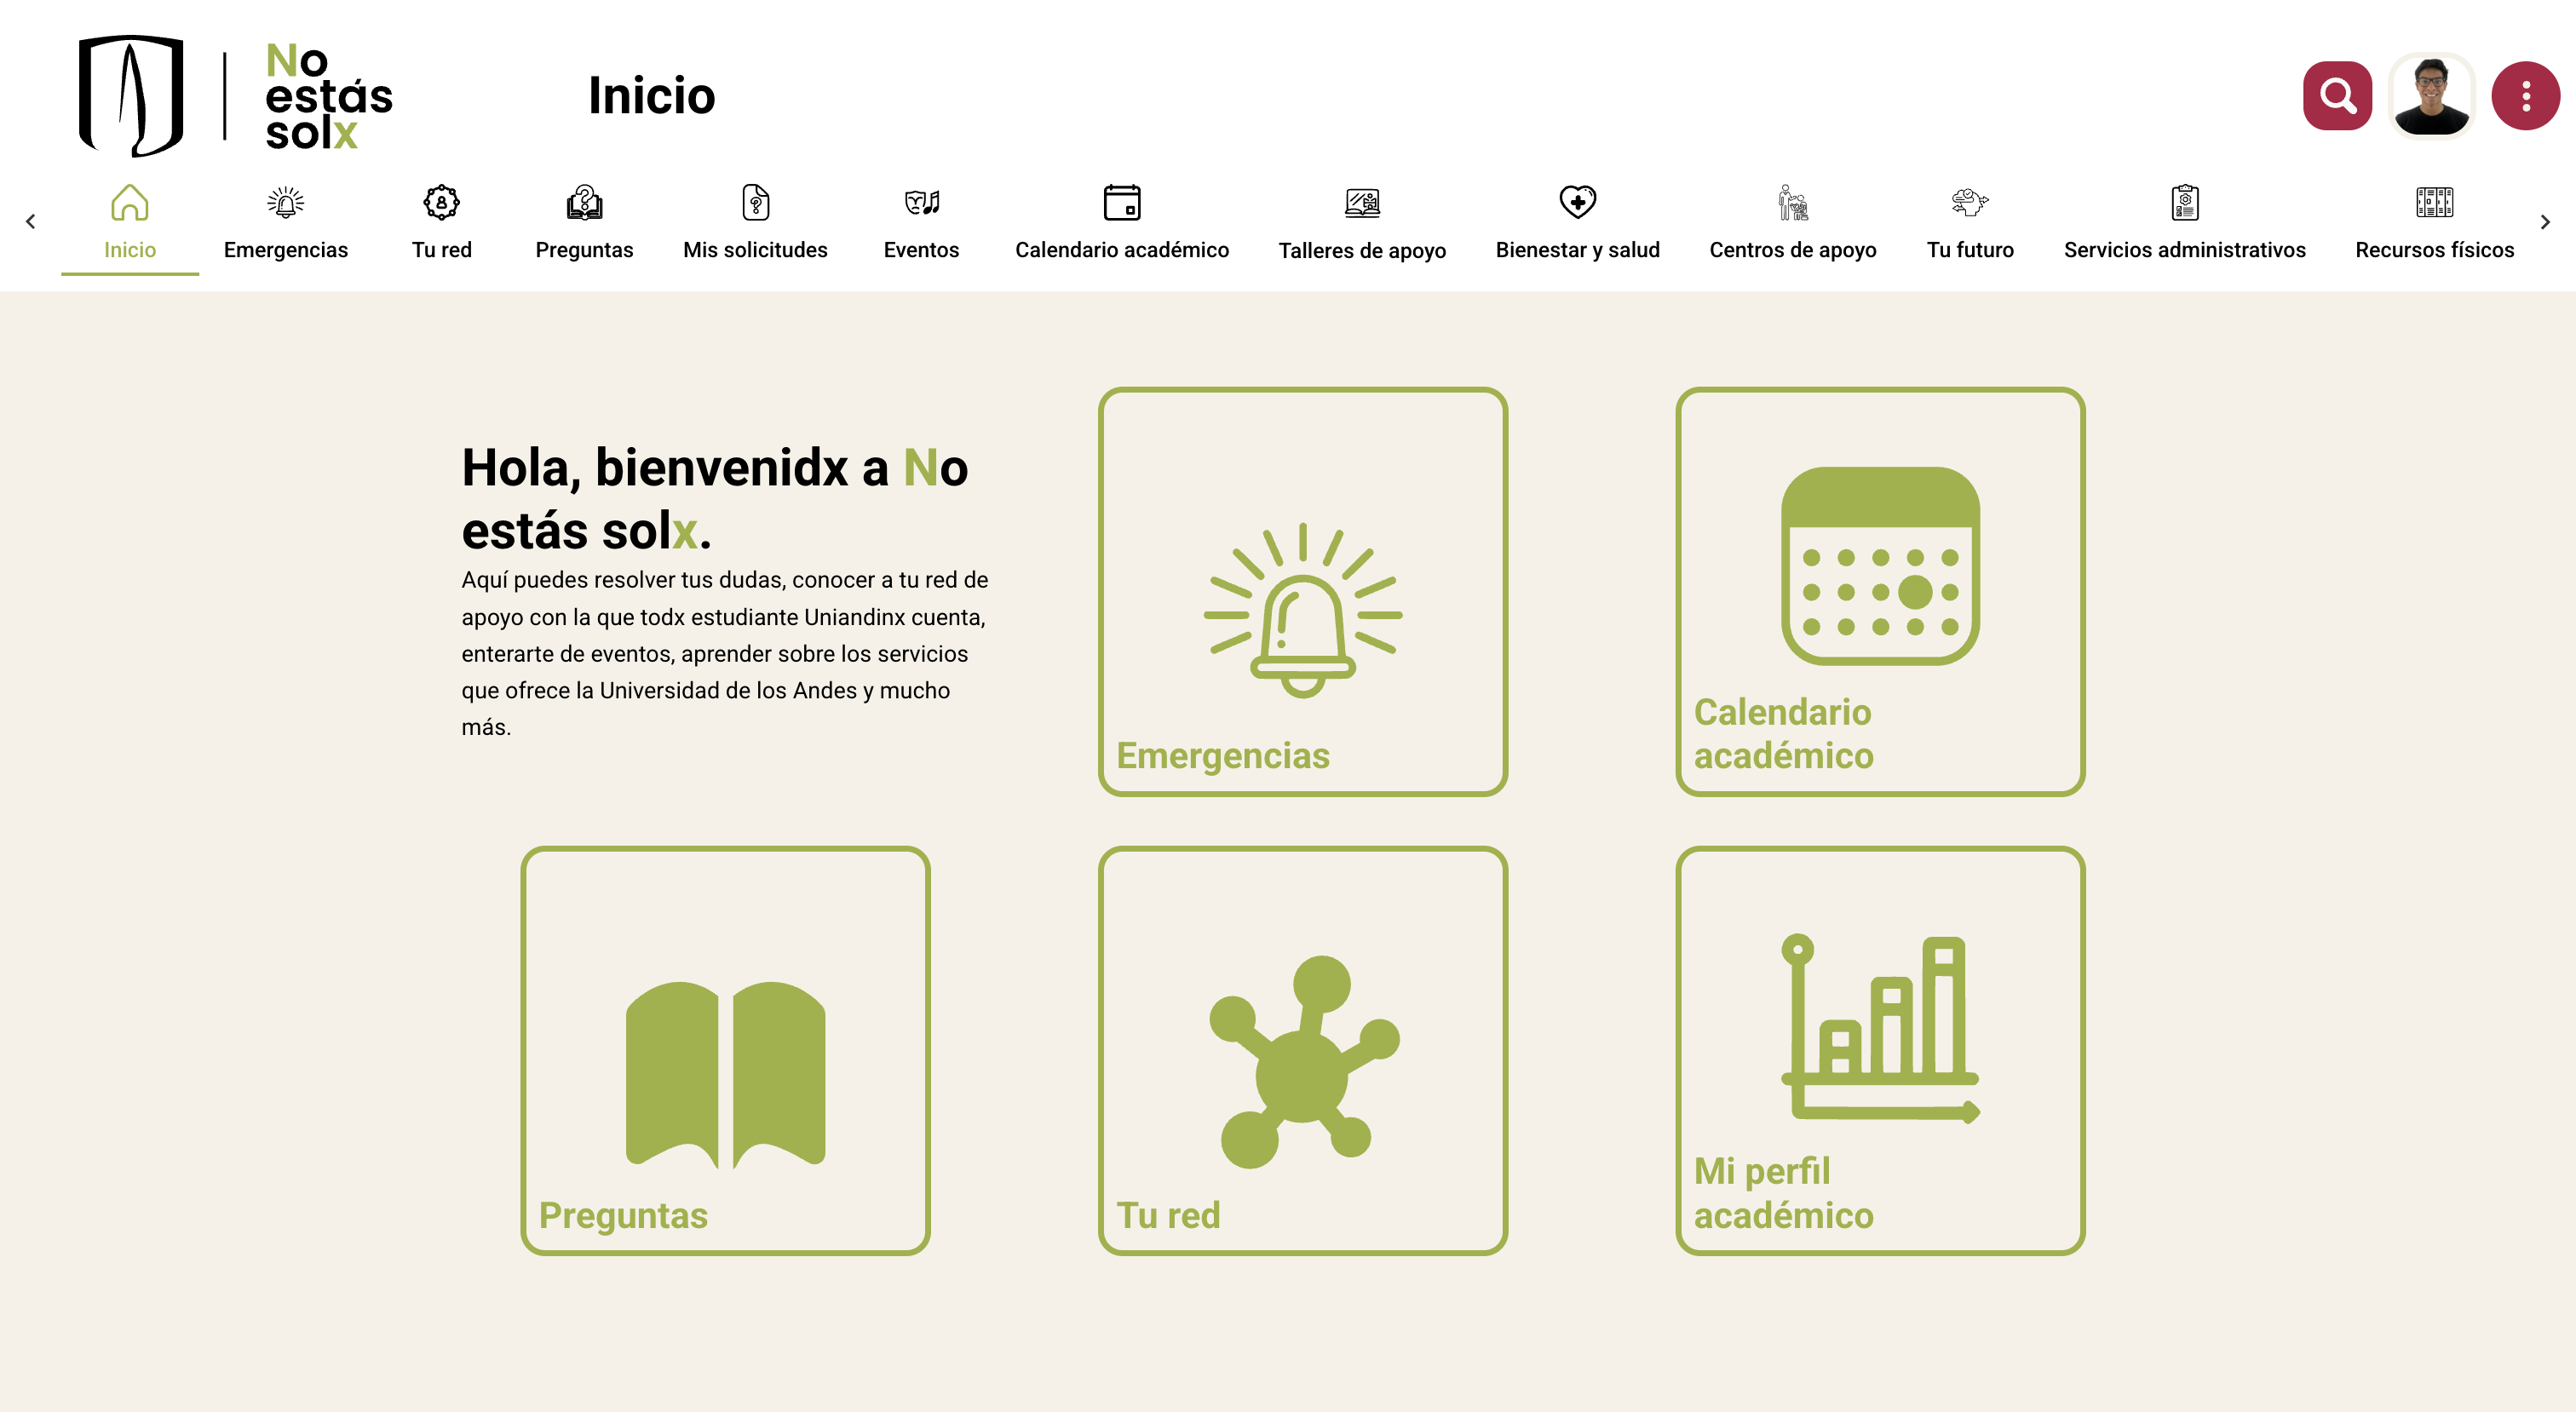 No
estás
solx
Inicio
Inicio
Emergencias
Tu red
Preguntas
Mis solicitudes
Eventos
Calendario académico
Talleres de apoyo
Bienestar y salud
Centros de apoyo
Tu futuro
Servicios administrativos
Recursos físicos
Hola, bienvenidx a No
estás solx.
Aquí puedes resolver tus dudas, conocer a tu red de
apoyo con la que todx estudiante Uniandinx cuenta,
enterarte de eventos, aprender sobre los servicios
que ofrece la Universidad de los Andes y mucho
más.
Emergencias
Calendario
académico
Preguntas
Tu red
Mi perfil
académico